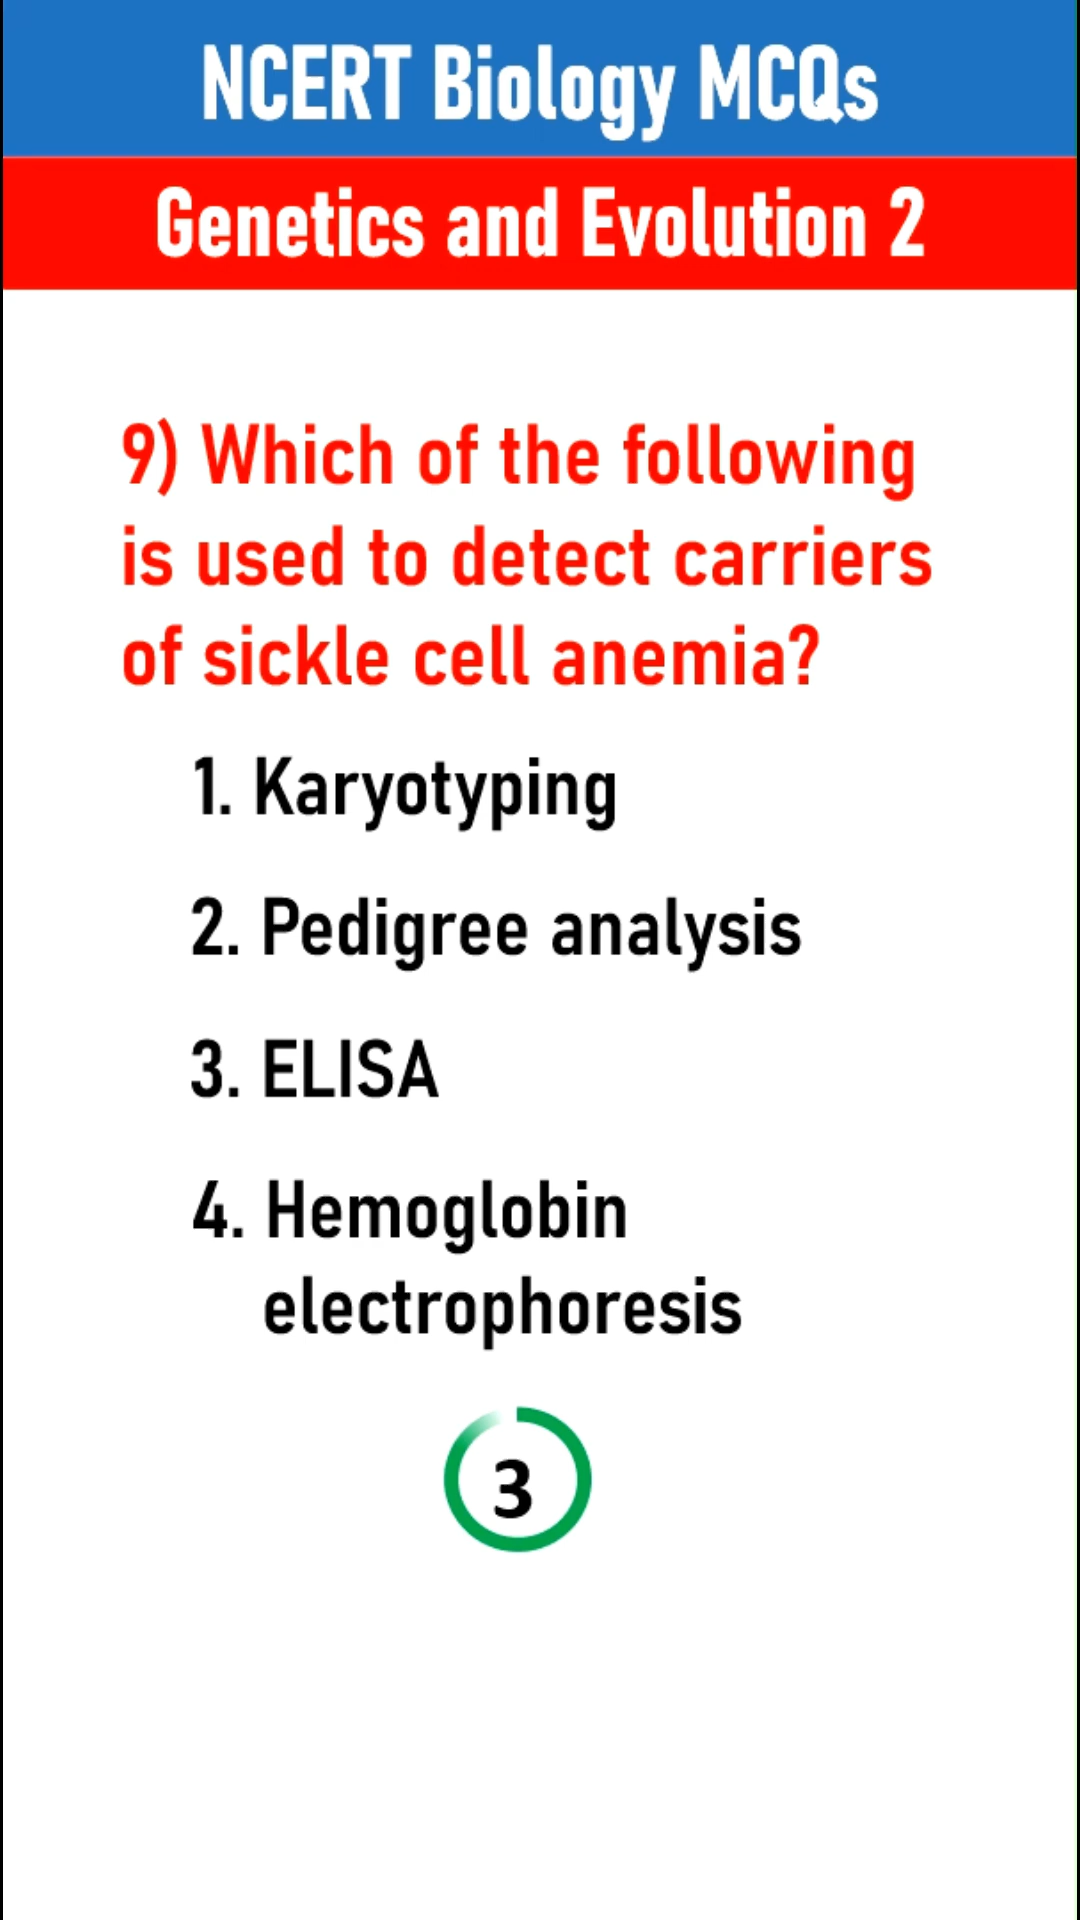 NCERT Biology MCQs
Genetics and Evolution 2
9) Which of the following
is used to detect carriers
of sickle cell anemia?
1. Karyotyping
2. Pedigree analysis
3. ELISA
4. Hemoglobin
electrophoresis
3